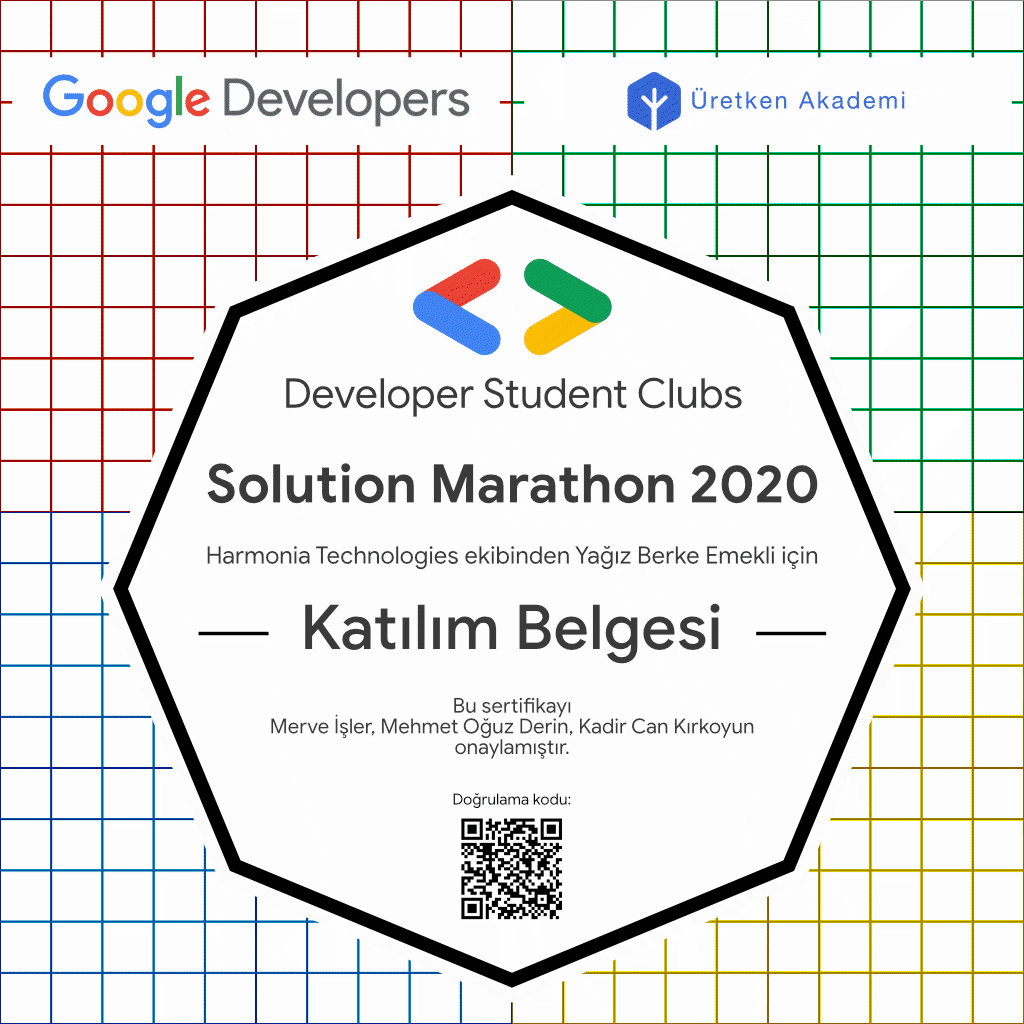 Google Developers
Üretken Akademi
Developer Student Clubs
Solution Marathon 2020
Harmonia Technologies ekibinden Yağız Berke Emekli için
Katılım Belgesi
Bu sertifikayı
Merve İşler, Mehmet Oğuz Derin, Kadir Can Kırkoyun
onaylamıştır.
Doğrulama kodu: